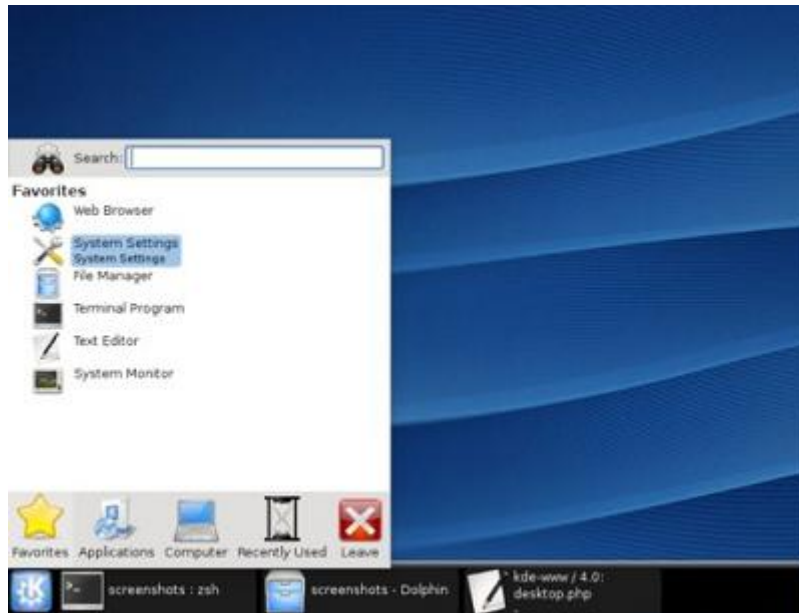 Search:
Favorites
Web Browser
System Settings
System Settings
File Manager
Terminal Program
Text Editor
System Monitor
Favorites Applications Computer Recently Used Leave
screenshots : zsh
screenshots - Dolphin
kde-www / 4.0:
desktop.php